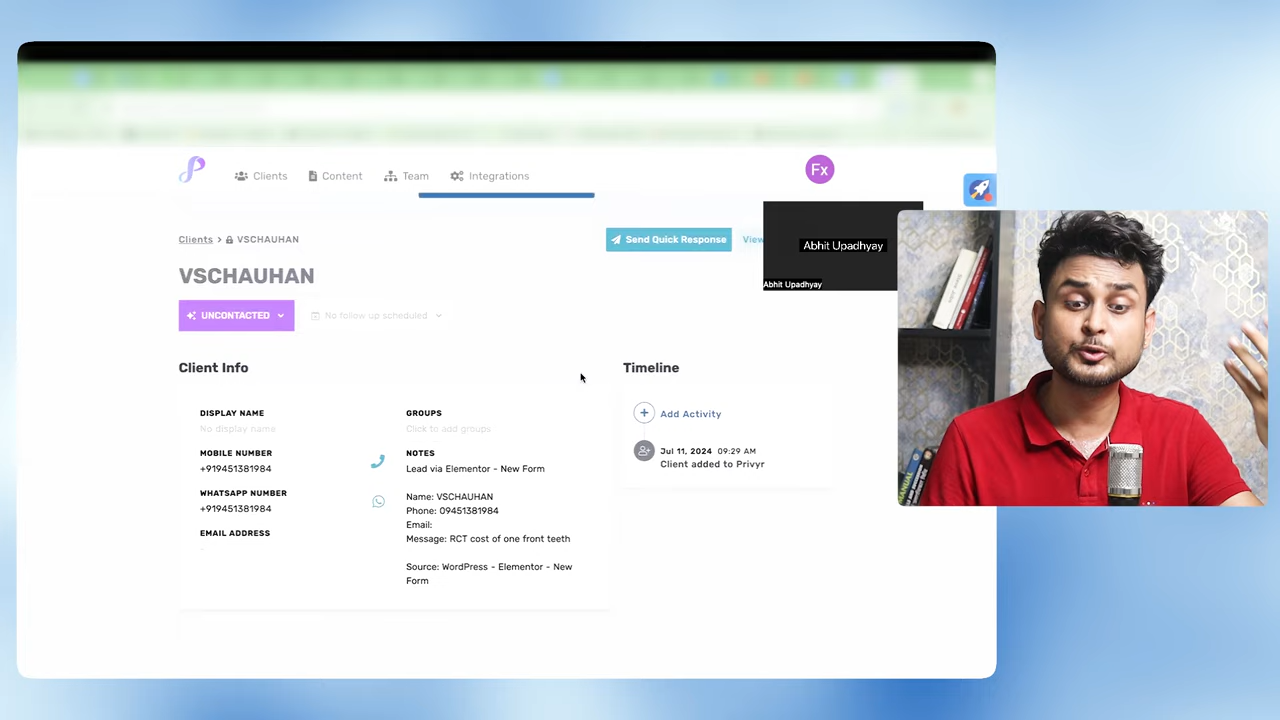 Clients
Content
Team
Integrations
Fx
Clients > VSCHAUHAN
Send Quick Response
View
Abhit Upadhyay
Abhit Upadhyay
VSCHAUHAN
UNCONTACTED
No follow up scheduled
Client Info
DISPLAY NAME
No display name
MOBILE NUMBER
+919451381984
WHATSAPP NUMBER
+919451381984
EMAIL ADDRESS
-
GROUPS
Click to add groups
NOTES
Lead via Elementor - New Form
Name: VSCHAUHAN
Phone: 09451381984
Email:
Message: RCT cost of one front teeth
Source: WordPress - Elementor - New
Form
Timeline
Add Activity
Jul 11, 2024 09:29 AM
Client added to Privyr
MANUAL